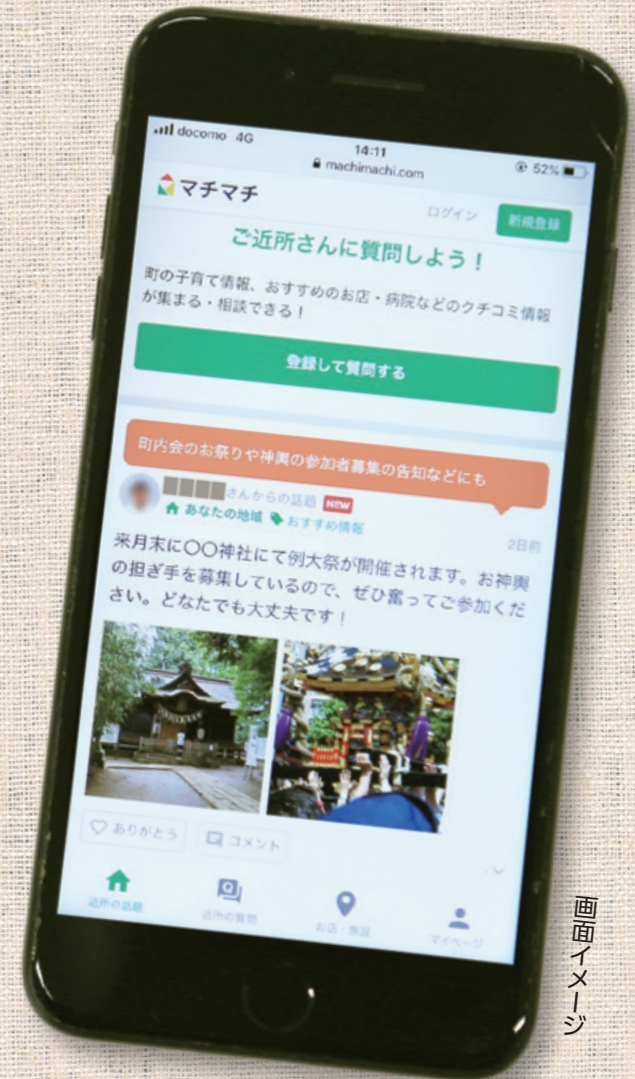 docomo 4G
14:11
52%
machimachi.com
マチマチ
ログイン
新規登録
ご近所さんに質問しよう！
町の子育て情報、おすすめのお店・病院などのクチコミ情報
が集まる・相談できる！
登録して質問する
町内会のお祭りや神輿の参加者募集の告知などにも
さんからの話題 NEW
あなたの地域 おすすめ情報
2日前
来月末に〇〇神社にて例大祭が開催されます。お神輿
の担ぎ手を募集しているので、ぜひ奮ってご参加くだ
さい。どなたでも大丈夫です！
ありがとう
コメント
近所の話題
近所の質問
お店・施設
マイページ
画面イメージ